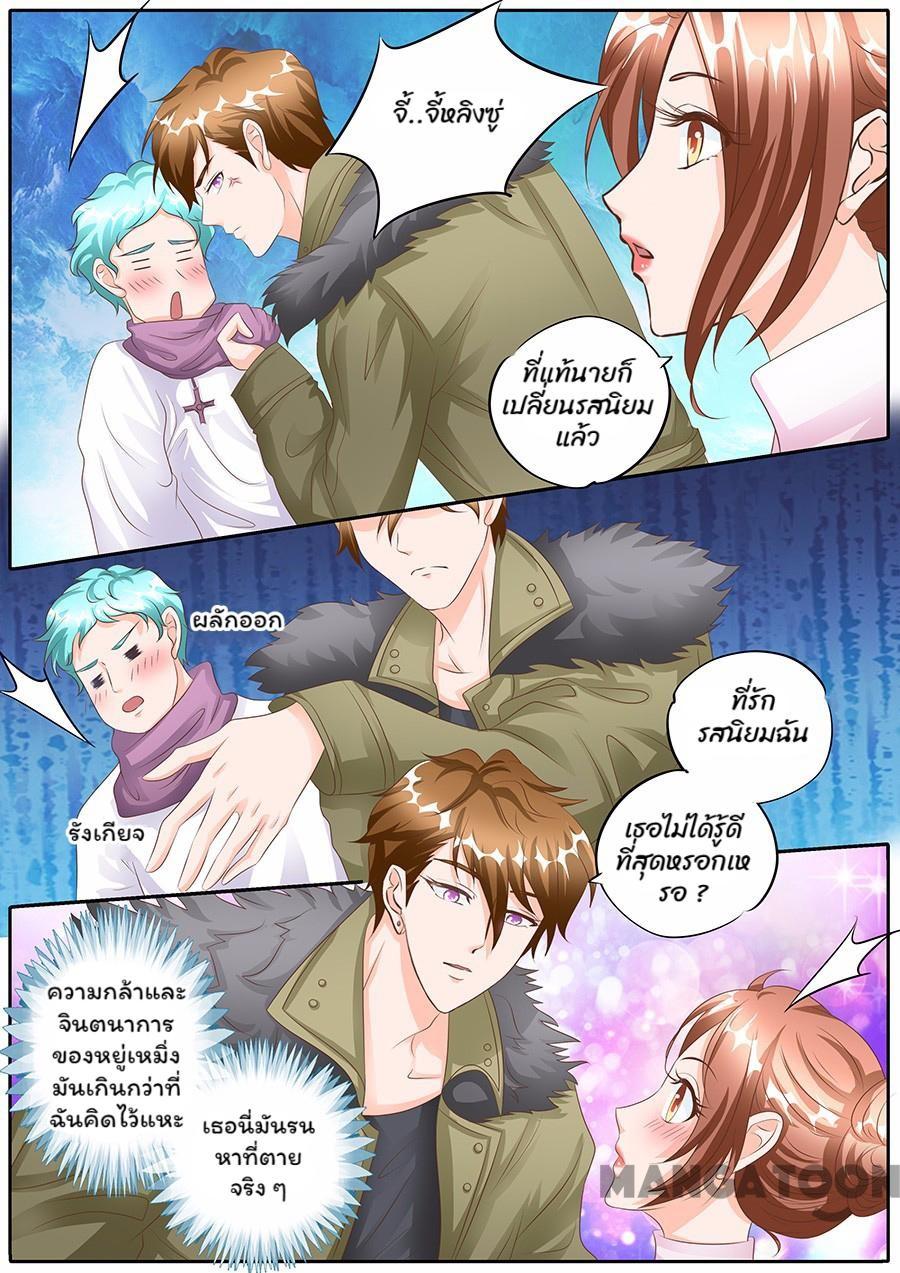 จี้..จี้หลิงซู่
ที่แท้นายก็
เปลี่ยนรสนิยม
แล้ว
ผลักออก
รังเกียจ
ที่รัก
รสนิยมฉัน
เธอไม่ได้รู้ดี
ที่สุดหรอกเห
รอ ?
ความกล้าและ
จินตนาการ
ของหยู่เหมิ่ง
มันเกินกว่าที่
ฉันคิดไว้แหะ
เธอนี่มันรน
หาที่ตาย
จริง ๆ
MANGATOON